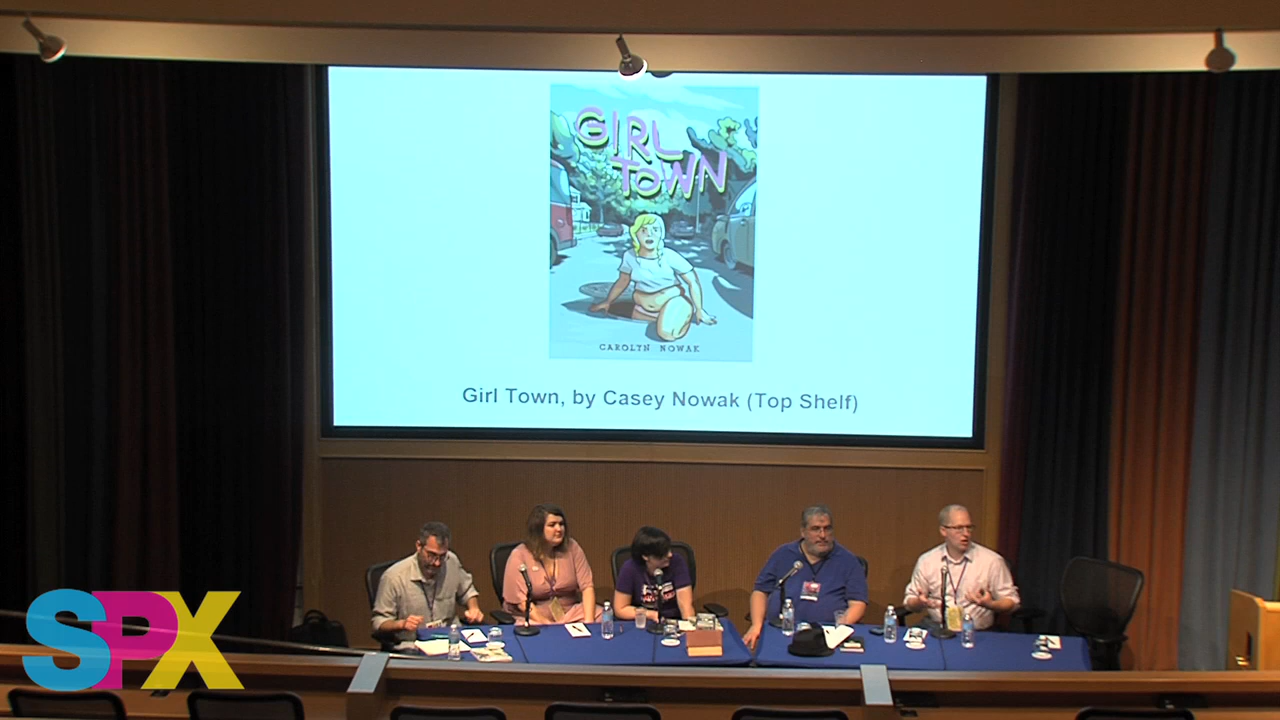 GIRL
TOWN
CAROLYN NOWAK
Girl Town, by Casey Nowak (Top Shelf)
SPX